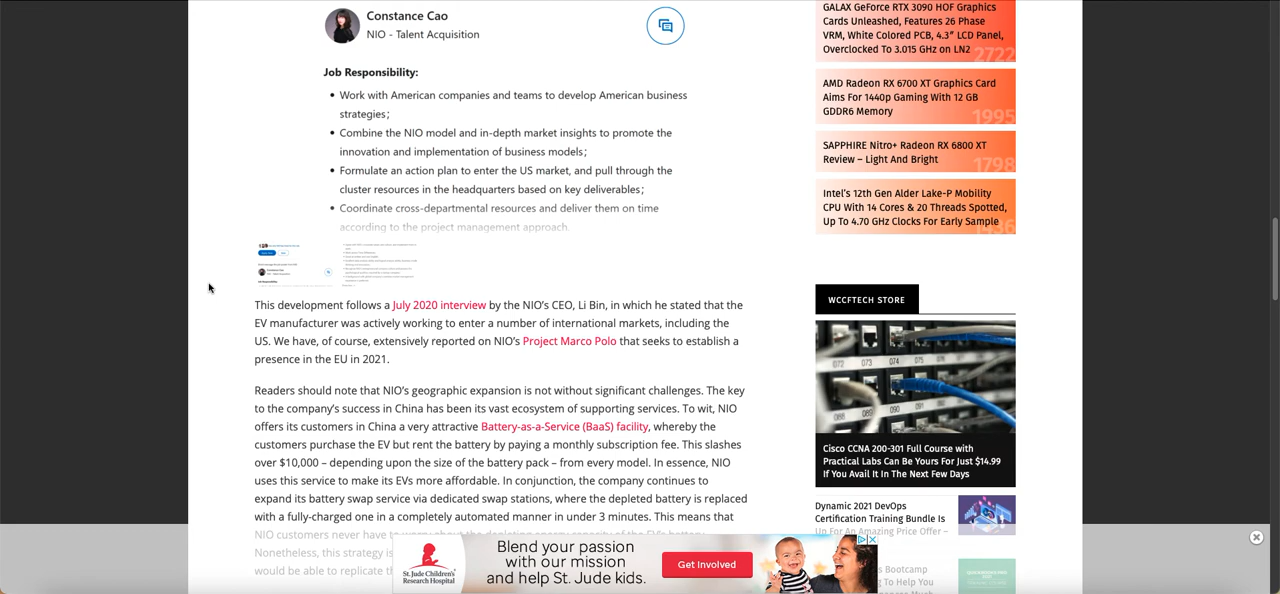 Constance Cao
NIO - Talent Acquisition
Job Responsibility:
• Work with American companies and teams to develop American business
strategies;
• Combine the NIO model and in-depth market insights to promote the
innovation and implementation of business models;
• Formulate an action plan to enter the US market, and pull through the
cluster resources in the headquarters based on key deliverables;
• Coordinate cross-departmental resources and deliver them on time
according to the project management approach.
This development follows a July 2020 interview by the NIO's CEO, Li Bin, in which he stated that the
EV manufacturer was actively working to enter a number of international markets, including the
US. We have, of course, extensively reported on NIO's Project Marco Polo that seeks to establish a
presence in the EU in 2021.
Readers should note that NIO's geographic expansion is not without significant challenges. The key
to the company's success in China has been its vast ecosystem of supporting services. To wit, NIO
offers its customers in China a very attractive Battery-as-a-Service (BaaS) facility, whereby the
customers purchase the EV but rent the battery by paying a monthly subscription fee. This slashes
over $10,000 – depending upon the size of the battery pack – from every model. In essence, NIO
uses this service to make its EVs more affordable. In conjunction, the company continues to
expand its battery swap service via dedicated swap stations, where the depleted battery is replaced
with a fully-charged one in a completely automated manner in under 3 minutes. This means that
NIO customers never have to
Nonetheless, this strategy is
would be able to replicate th
GALAX GeForce RTX 3090 HOF Graphics
Cards Unleashed, Features 26 Phase
VRM, White Colored PCB, 4.3″ LCD Panel,
Overclocked To 3.015 GHz on LN2
2722
AMD Radeon RX 6700 XT Graphics Card
Aims For 1440p Gaming With 12 GB
GDDR6 Memory
1995
SAPPHIRE Nitro+ Radeon RX 6800 XT
Review – Light And Bright
1798
Intel's 12th Gen Alder Lake-P Mobility
CPU With 14 Cores & 20 Threads Spotted,
Up To 4.70 GHz Clocks For Early Sample
WCCFTECH STORE
072 073 074 075 076
088 089 090 091
Cisco CCNA 200-301 Full Course with
Practical Labs Can Be Yours For Just $14.99
If You Avail It In The Next Few Days
Dynamic 2021 DevOps
Certification Training Bundle Is
Up For An Amazing Price Offer –
s Bootcamp
g To Help You
St. Jude Children's
Research Hospital
Blend your passion
with our mission
and help St. Jude kids.
Get Involved